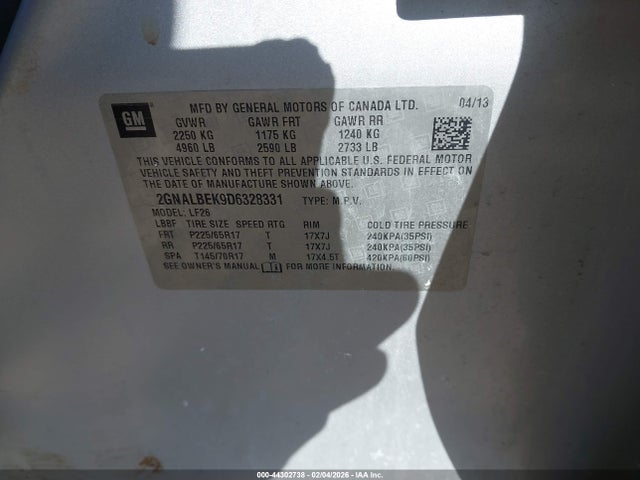 GM
MFD BY GENERAL MOTORS OF CANADA LTD. 04/13
GVWR GAWR FRT GAWR RR
2250 KG 1175 KG 1240 KG
4960 LB 2590 LB 2733 LB
THIS VEHICLE CONFORMS TO ALL APPLICABLE U.S. FEDERAL MOTOR
VEHICLE SAFETY AND THEFT PREVENTION STANDARDS IN EFFECT ON
THE DATE OF MANUFACTURE SHOWN ABOVE.
2GNALBEK9D6328331 TYPE: M.P.V.
MODEL: LF26
LBBF TIRE SIZE SPEED RTG RIM COLD TIRE PRESSURE
FRT P225/65R17 T 17X7J 240KPA(35PSI)
RR P225/65R17 T 17X7J 240KPA(35PSI)
SPA T145/70R17 M 17X4.5T 420KPA(60PSI)
SEE OWNER'S MANUAL FOR MORE INFORMATION.
000-44302738 - 02/04/2026 - IAAI.COM